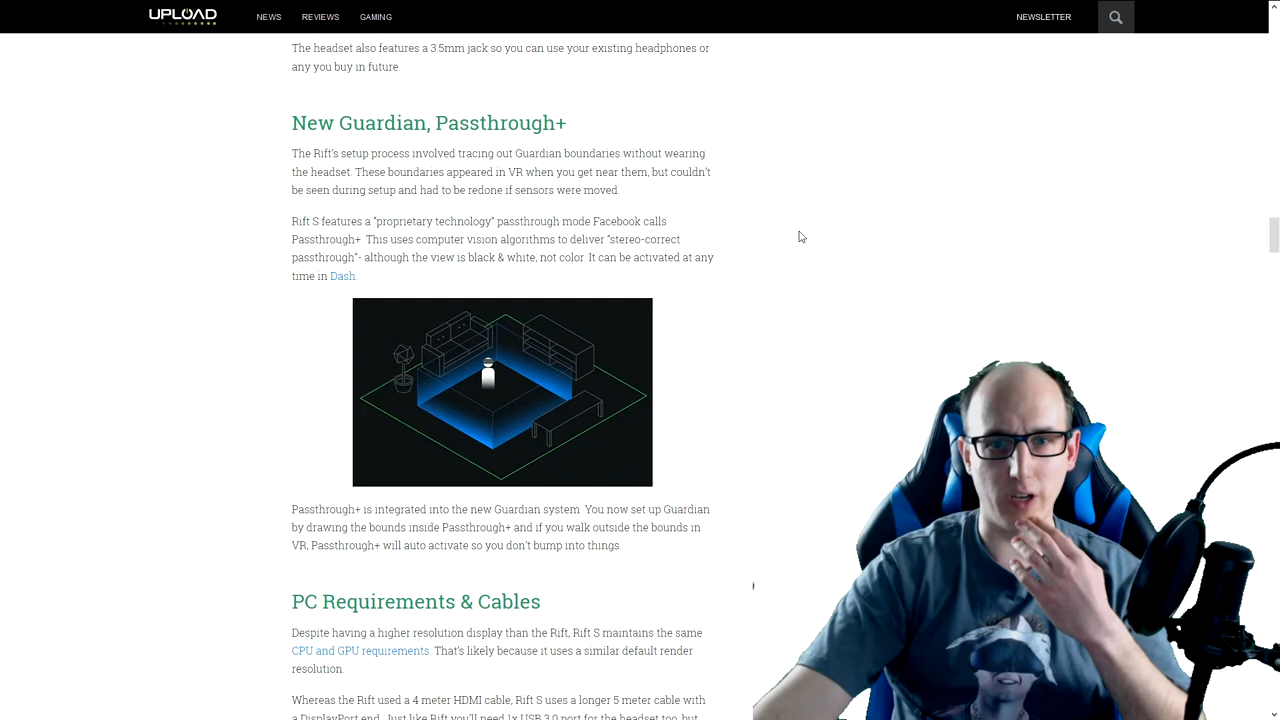 UPLOAD
NEWS REVIEWS GAMING
NEWSLETTER
The headset also features a 3.5mm jack so you can use your existing headphones or
any you buy in future.
New Guardian, Passthrough+
The Rift's setup process involved tracing out Guardian boundaries without wearing
the headset. These boundaries appeared in VR when you get near them, but couldn't
be seen during setup and had to be redone if sensors were moved.
Rift S features a "proprietary technology" passthrough mode Facebook calls
Passthrough+. This uses computer vision algorithms to deliver "stereo-correct
passthrough"- although the view is black & white, not color. It can be activated at any
time in Dash.
Passthrough+ is integrated into the new Guardian system. You now set up Guardian
by drawing the bounds inside Passthrough+ and if you walk outside the bounds in
VR, Passthrough+ will auto activate so you don't bump into things.
PC Requirements & Cables
Despite having a higher resolution display than the Rift, Rift S maintains the same
CPU and GPU requirements. That's likely because it uses a similar default render
resolution.
Whereas the Rift used a 4 meter HDMI cable, Rift S uses a longer 5 meter cable with
a DisplayPort end. Just like Rift you'll need 1x USB 3.0 port for the headset too, but